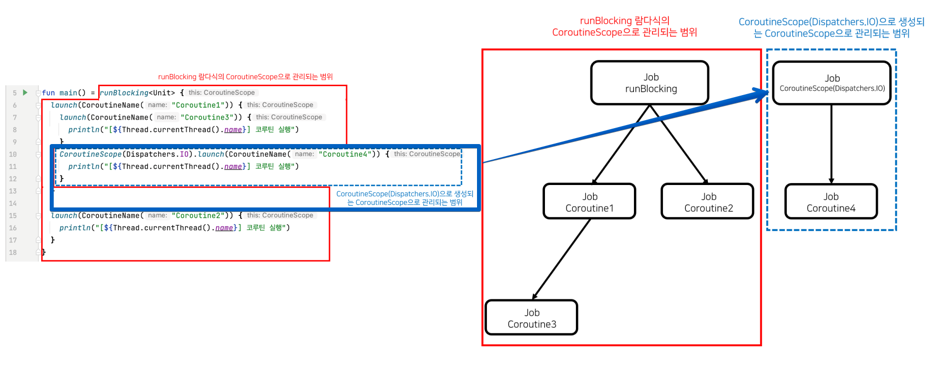 runBlocking 람다식의
CoroutineScope으로 관리되는 범위
CoroutineScope(Dispatchers.IO)으로 생성되
는 CoroutineScope으로 관리되는 범위
runBlocking 람다식의 CoroutineScope으로 관리되는 범위
5 fun main() = runBlocking<Unit> { this: CoroutineScope
6 launch(CoroutineName( name: "Coroutine1")) { this: CoroutineScope
7 launch(CoroutineName( name: "Coroutine3")) { this: CoroutineScope
8 println("[${Thread.currentThread().name}] 코루틴 실행")
9 }
10 CoroutineScope(Dispatchers.IO).launch(CoroutineName( name: "Coroutine4")) { this: CoroutineScope
11 println("[${Thread.currentThread().name}] 코루틴 실행")
12 }
CoroutineScope(Dispatchers.IO)으로 생성되
는 CoroutineScope으로 관리되는 범위
13
14
15 launch(CoroutineName( name: "Coroutine2")) { this: CoroutineScope
16 println("[${Thread.currentThread().name}] 코루틴 실행")
17 }
18 }
Job
runBlocking
Job
CoroutineScope(Dispatchers.IO)
Job
Coroutine1
Job
Coroutine2
Job
Coroutine4
Job
Coroutine3